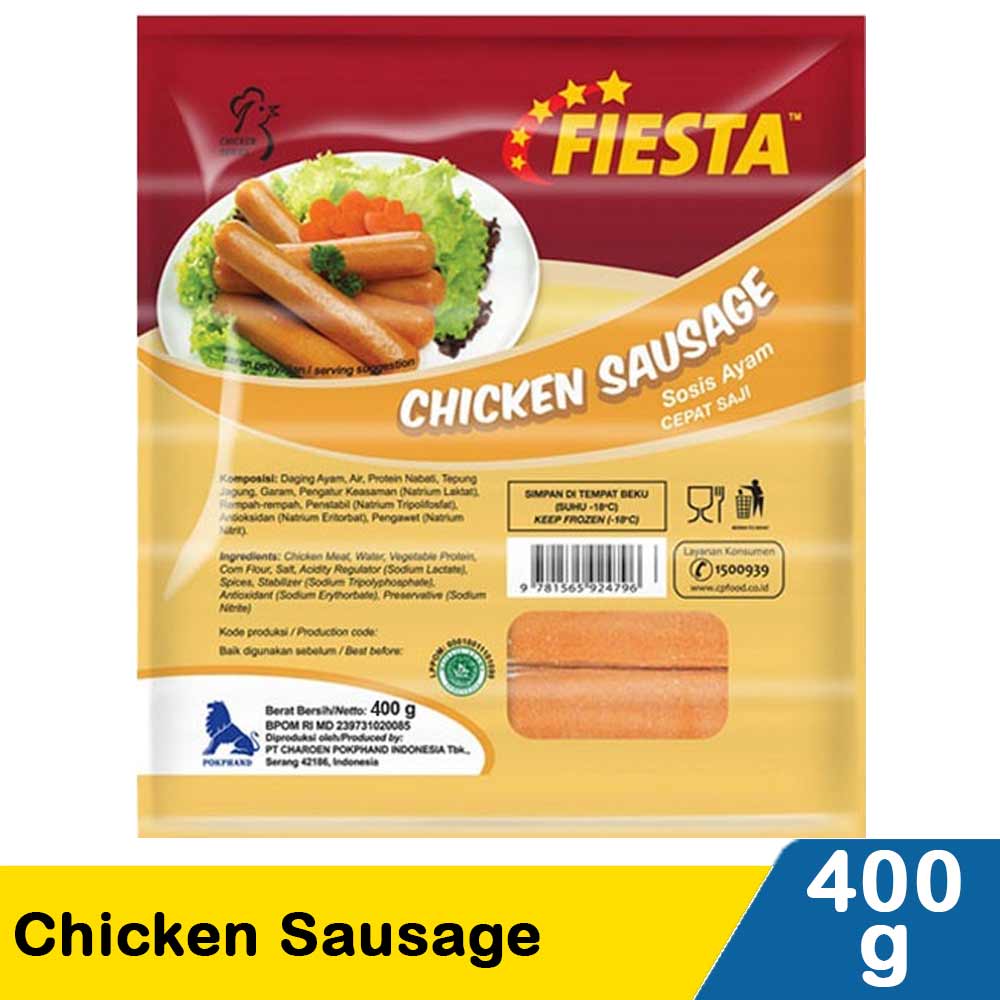 CHICKEN
FIESTA™
/ serving suggestion
CHICKEN SAUSAGE
Sosis Ayam
CEPAT SAJI
Komposisi: Daging Ayam, Air, Protein Nabati, Tepung
Jagung, Garam, Pengatur Keasaman (Natrium Laktat),
Rempah-rempah, Penstabil (Natrium Tripolifosfat),
Antioksidan (Natrium Eritorbat), Pengawet (Natrium
Nitrit).
Ingredients: Chicken Meat, Water, Vegetable Protein,
Corn Flour, Salt, Acidity Regulator (Sodium Lactate),
Spices, Stabilizer (Sodium Tripolyphosphate),
Antioxidant (Sodium Erythorbate), Preservative (Sodium
Nitrite)
Kode produksi / Production code:
Baik digunakan sebelum / Best before:
SIMPAN DI TEMPAT BEKU
(SUHU -18°C)
KEEP FROZEN (-18°C)
9 781565 924796
Layanan Konsumen
1500939
www.cpfood.co.id
POKPHAND
Berat Bersih/Netto: 400 g
BPOM RI MD 239731020085
Diproduksi oleh/Produced by:
PT CHAROEN POKPHAND INDONESIA Tbk.,
Serang 42186, Indonesia
Chicken Sausage
400
g